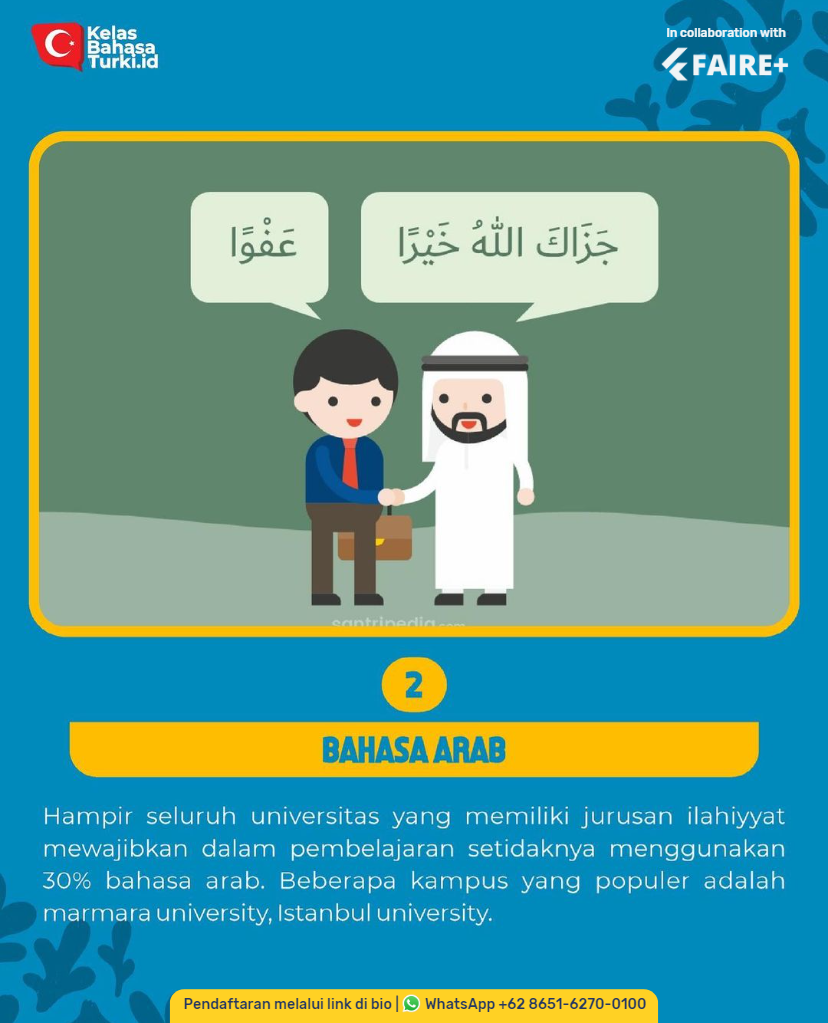 Kelas
Bahasa
Turki.id
In collaboration with
FAIRE+
جَزَاكَ اللّٰهُ خَيْرًا
عَفْوًا
santripedia.com
2
BAHASA ARAB
Hampir seluruh universitas yang memiliki jurusan ilahiyyat
mewajibkan dalam pembelajaran setidaknya menggunakan
30% bahasa arab. Beberapa kampus yang populer adalah
marmara university, Istanbul university.
Pendaftaran melalui link di bio | WhatsApp +62 8651-6270-0100